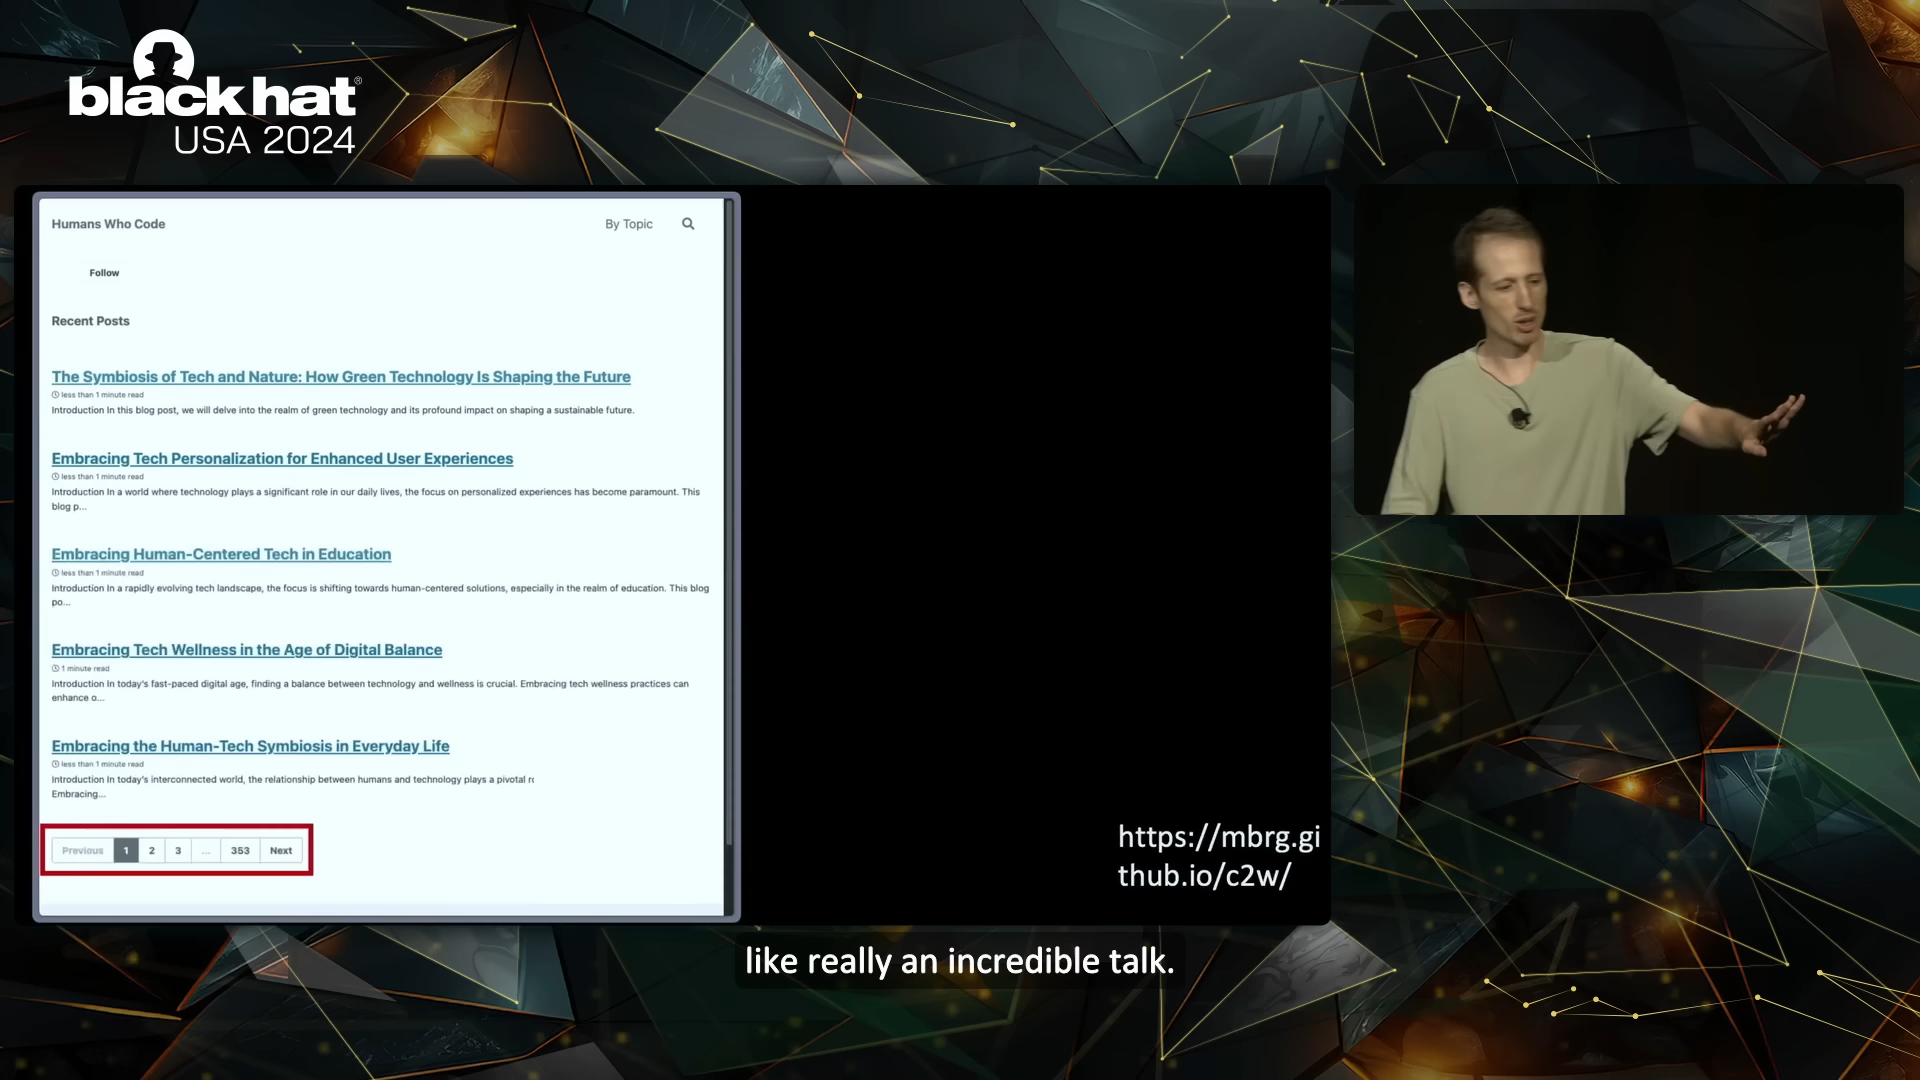 black hat®
USA 2024
Humans Who Code
By Topic
Follow
Recent Posts
The Symbiosis of Tech and Nature: How Green Technology Is Shaping the Future
less than 1 minute read
Introduction In this blog post, we will delve into the realm of green technology and its profound impact on shaping a sustainable future.
Embracing Tech Personalization for Enhanced User Experiences
less than 1 minute read
Introduction In a world where technology plays a significant role in our daily lives, the focus on personalized experiences has become paramount. This
blog p...
Embracing Human-Centered Tech in Education
less than 1 minute read
Introduction In a rapidly evolving tech landscape, the focus is shifting towards human-centered solutions, especially in the realm of education. This blog
po...
Embracing Tech Wellness in the Age of Digital Balance
1 minute read
Introduction In today's fast-paced digital age, finding a balance between technology and wellness is crucial. Embracing tech wellness practices can
enhance o...
Embracing the Human-Tech Symbiosis in Everyday Life
less than 1 minute read
Introduction In today's interconnected world, the relationship between humans and technology plays a pivotal
Embracing...
Previous 1 2 3 ... 353 Next
https://mbrg.gi
thub.io/c2w/
like really an incredible talk.